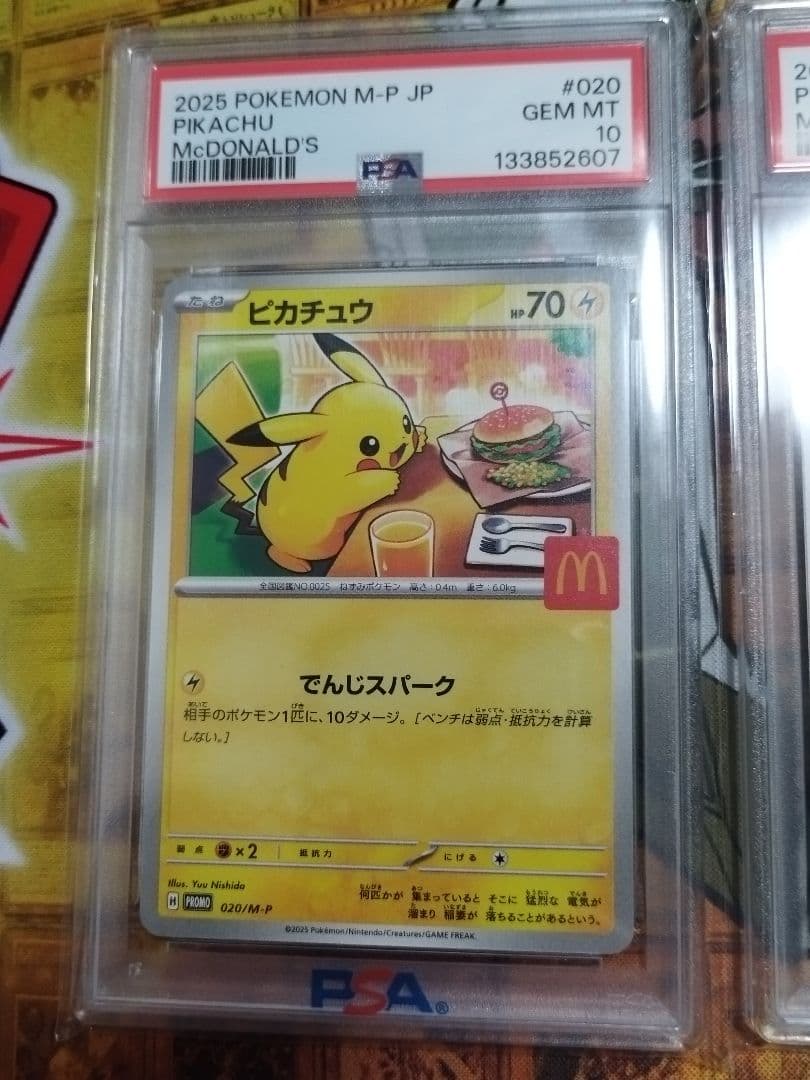 2025 POKEMON M-P JP
#020
PIKACHU
GEM MT
McDONALD'S
10
PSA
133852607
たね
ピカチュウ
HP70
全国図鑑NO.0025 ねずみポケモン 高さ:0.4m 重さ:6.0kg
M
でんじスパーク
相手のポケモン1匹に、10ダメージ。[ベンチは弱点・抵抗力を計算
しない。]
弱点 ×2 抵抗力 にげる
Illus. Yuu Nishida
H PROMO 020/M-P
何匹かが 集まっていると そこに 猛烈な 電気が
溜まり 稲妻が 落ちることがあるという。
©2025 Pokémon/Nintendo/Creatures/GAME FREAK.
PSA®